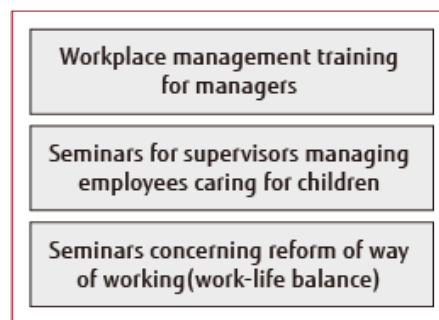 Workplace management training
for managers
Seminars for supervisors managing
employees caring for children
Seminars concerning reform of way
of working(work-life balance)